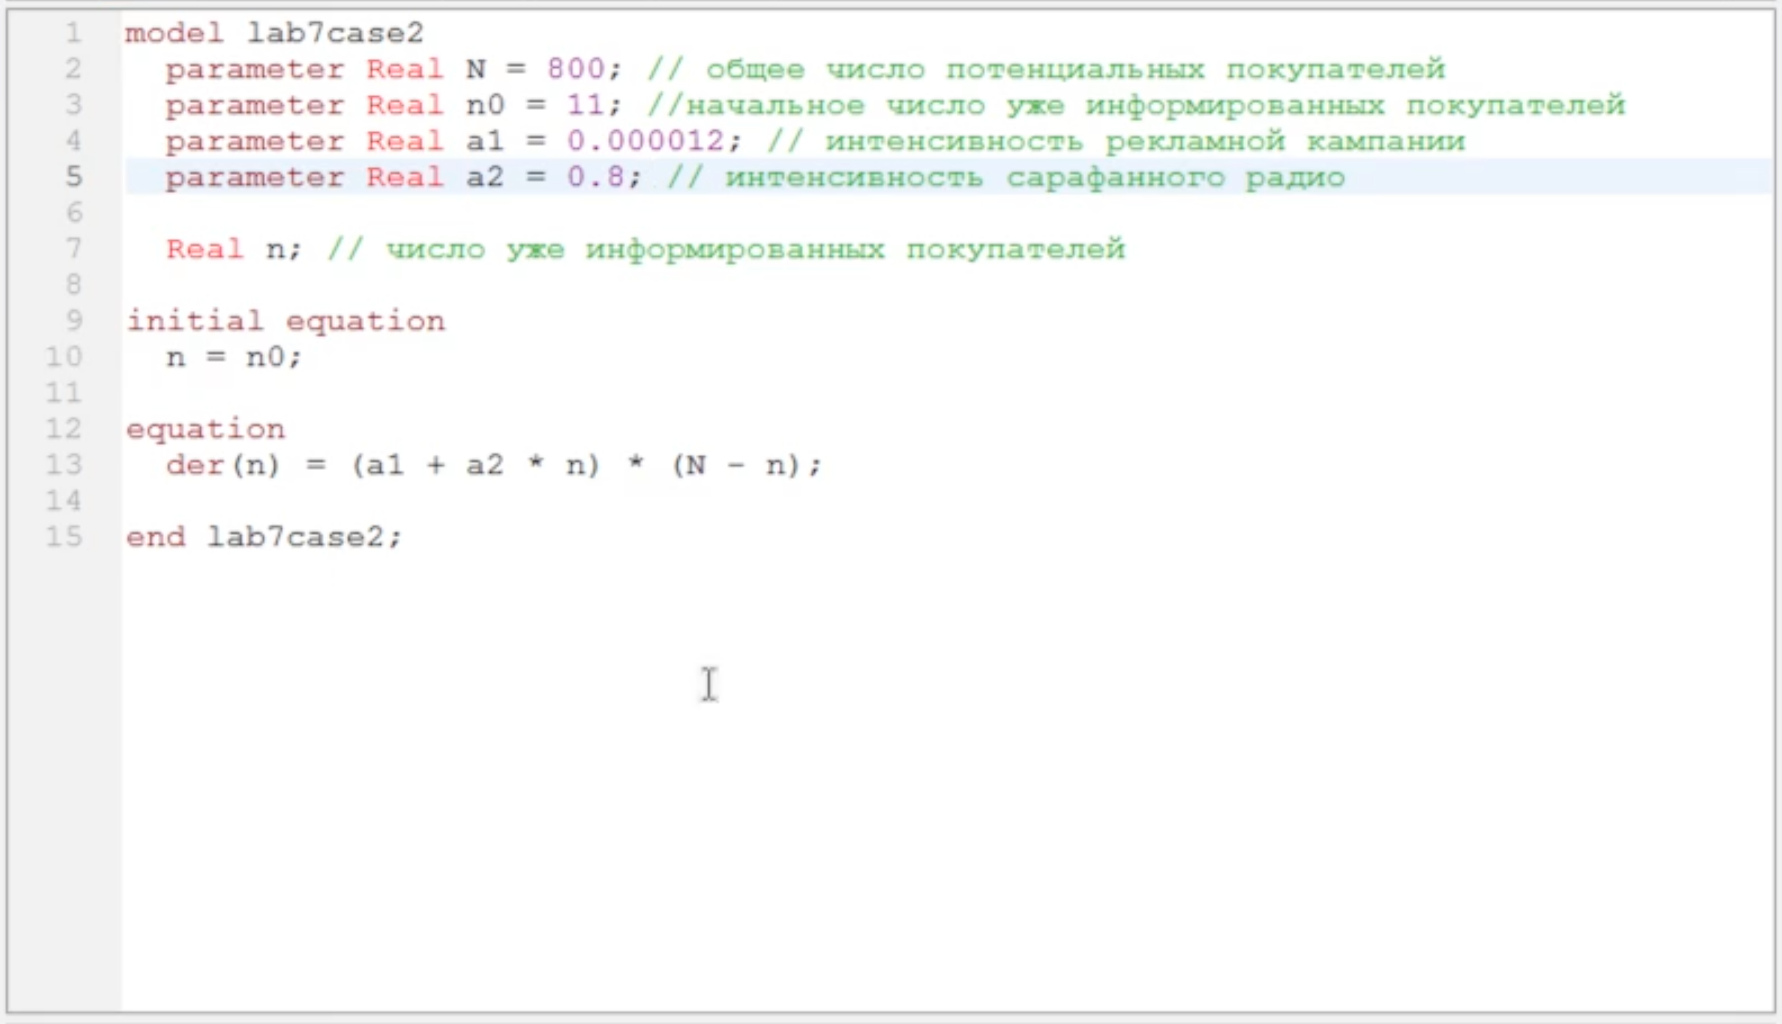 1 model lab7case2
2 parameter Real N = 800; // общее число потенциальных покупателей
3 parameter Real n0 = 11; //начальное число уже информированных покупателей
4 parameter Real a1 = 0.000012; // интенсивность рекламной кампании
5 parameter Real a2 = 0.8; // интенсивность сарафанного радио
6
7 Real n; // число уже информированных покупателей
8
9 initial equation
10 n = n0;
11
12 equation
13 der(n) = (a1 + a2 * n) * (N - n);
14
15 end lab7case2;